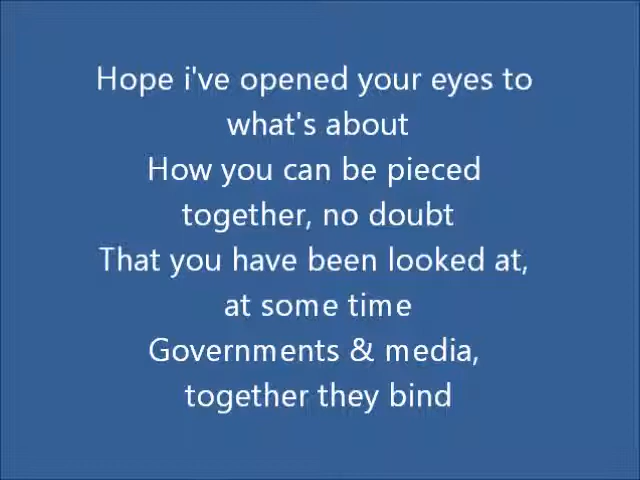 Hope i've opened your eyes to
what's about
How you can be pieced
together, no doubt
That you have been looked at,
at some time
Governments & media,
together they bind